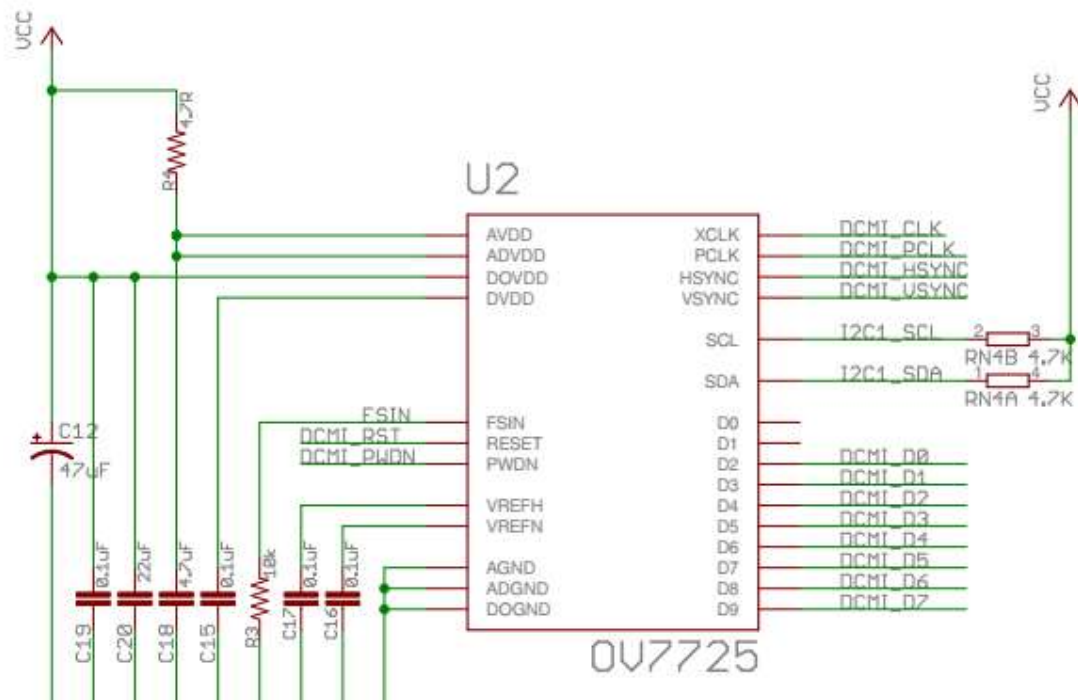 VCC
4.7R
R4
VCC
U2
AVDD XCLK DCMI_CLK
ADVDD PCLK DCMI_PCLK
DOVDD HSYNC DCMI_HSYNC
DVDD VSYNC DCMI_VSYNC
SCL I2C1_SCL 2 3
RN4B 4.7K
SDA I2C1_SDA 1 4
RN4A 4.7K
FSIN FSIN D0
DCMI_RST RESET D1
DCMI_PWDN PWDN D2 DCMI_D0
D3 DCMI_D1
VREFH D4 DCMI_D2
VREFN D5 DCMI_D3
D6 DCMI_D4
AGND D7 DCMI_D5
ADGND D8 DCMI_D6
DOGND D9 DCMI_D7
+ C12
47uF
0.1uF 22uF 4.7uF 0.1uF 10k 0.1uF 0.1uF
C19 C20 C18 C15 R3 C17 C16
OV7725